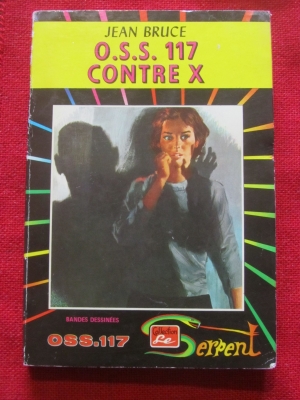 JEAN BRUCE
O.S.S. 117
CONTRE X
BANDES DESSINÉES
OSS.117
Collection
Le Serpent